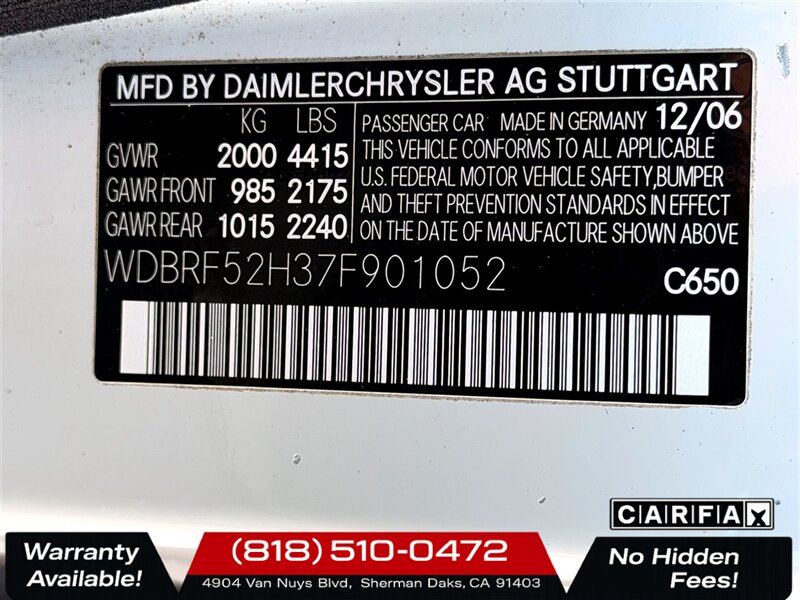 MFD BY DAIMLERCHRYSLER AG STUTTGART
KG LBS
GVWR 2000 4415
GAWR FRONT 985 2175
GAWR REAR 1015 2240
PASSENGER CAR MADE IN GERMANY 12/06
THIS VEHICLE CONFORMS TO ALL APPLICABLE
U.S. FEDERAL MOTOR VEHICLE SAFETY, BUMPER
AND THEFT PREVENTION STANDARDS IN EFFECT
ON THE DATE OF MANUFACTURE SHOWN ABOVE
WDBRF52H37F901052
C650
CARFAX
Warranty
Available!
(818) 510-0472
4904 Van Nuys Blvd, Sherman Daks, CA 91403
No Hidden
Fees!